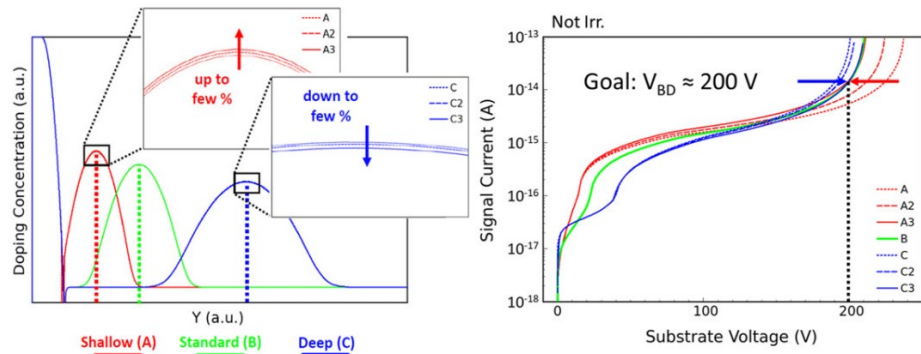 Doping Concentration (a.u.)
up to
few %
A
A2
A3
down to
few %
C
C2
C3
Y (a.u.)
Shallow (A)
Standard (B)
Deep (C)
Not Irr.
Signal Current (A)
10-13
10-14
10-15
10-16
10-17
10-18
Goal: VBD ≈ 200 V
A
A2
A3
B
C
C2
C3
0
100
200
Substrate Voltage (V)